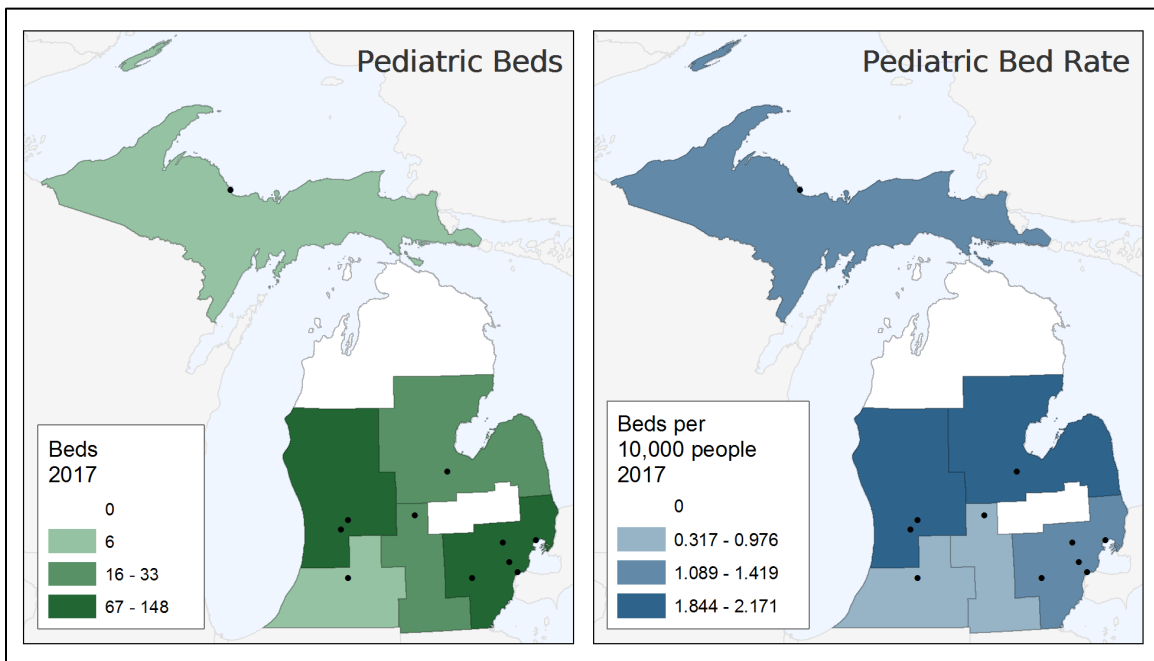 Pediatric Beds
Beds
2017
0
6
16 - 33
67 - 148
Pediatric Bed Rate
Beds per
10,000 people
2017
0
0.317 - 0.976
1.089 - 1.419
1.844 - 2.171